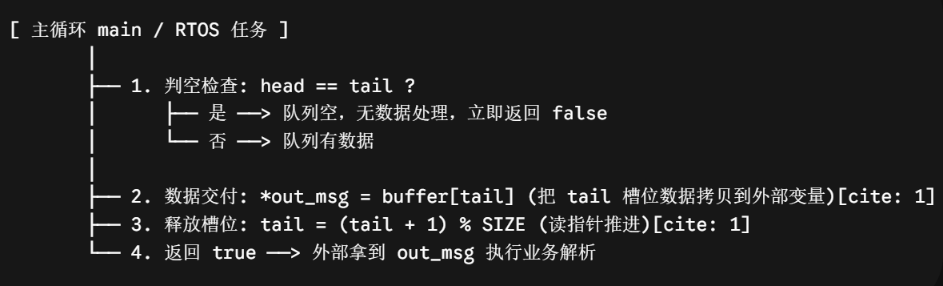 [ 主循环 main / RTOS 任务 ]
│
├── 1. 判空检查: head == tail ?
│ ├── 是 ──> 队列空，无数据处理，立即返回 false
│ └── 否 ──> 队列有数据
│
├── 2. 数据交付: *out_msg = buffer[tail] (把 tail 槽位数据拷贝到外部变量)[cite: 1]
├── 3. 释放槽位: tail = (tail + 1) % SIZE (读指针推进)[cite: 1]
└── 4. 返回 true ──> 外部拿到 out_msg 执行业务解析